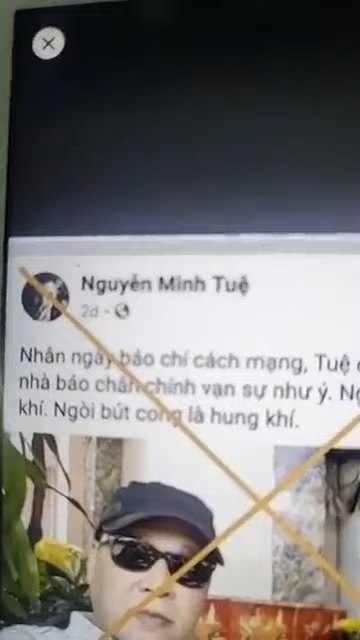 Nguyễn Minh Tuệ
2d
Nhân ngày báo chí cách mạng, Tuệ
nhà báo chân chính vạn sự như ý.
khí. Ngòi bút cong là hung khí.